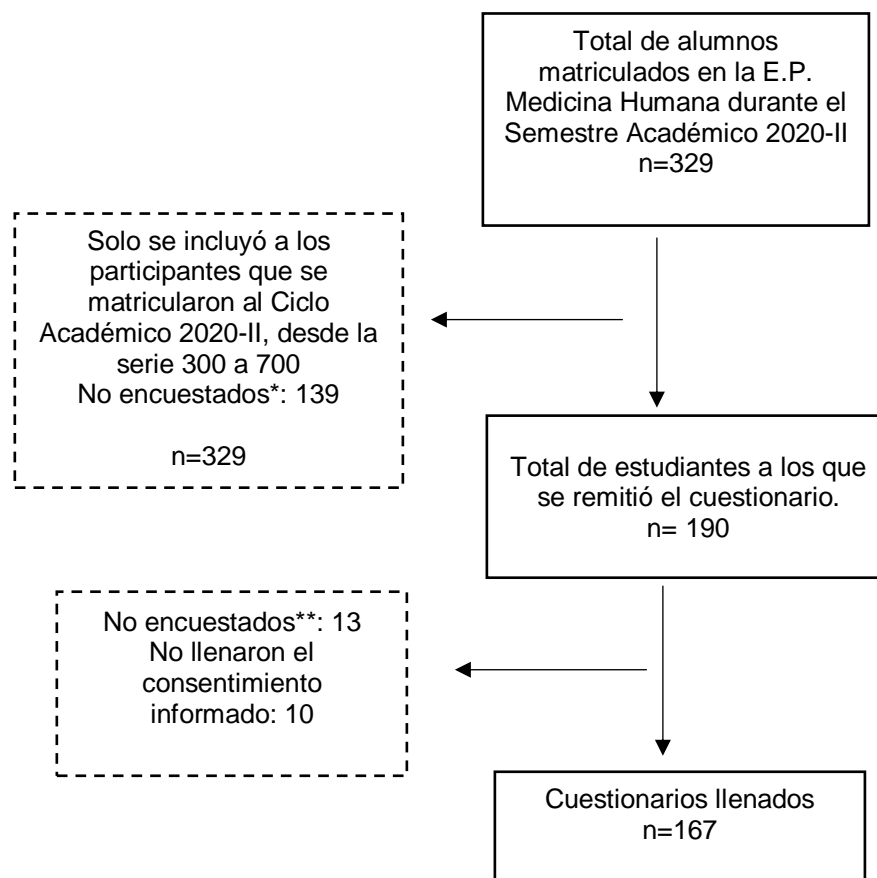 Total de alumnos
matriculados en la E.P.
Medicina Humana durante el
Semestre Académico 2020-II
n=329
Solo se incluyó a los
participantes que se
matricularon al Ciclo
Académico 2020-II, desde la
serie 300 a 700
No encuestados*: 139
n=329
Total de estudiantes a los que
se remitió el cuestionario.
n= 190
No encuestados**: 13
No llenaron el
consentimiento
informado: 10
Cuestionarios llenados
n=167